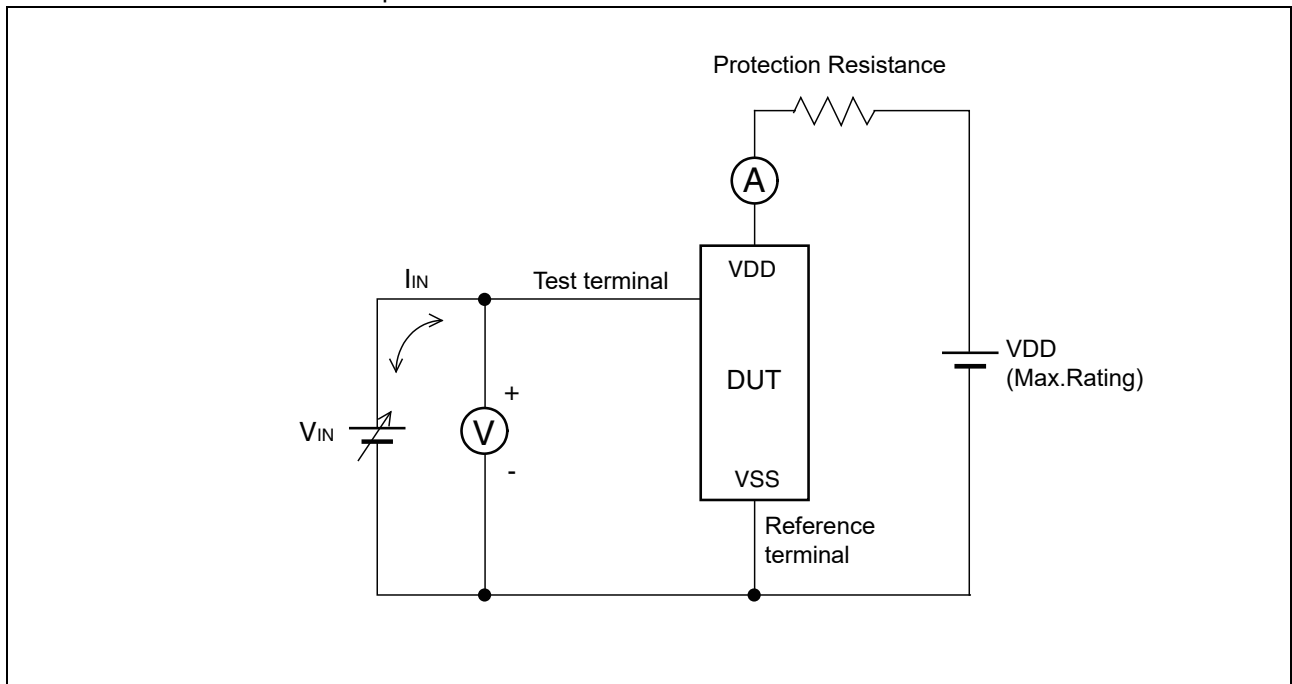 Protection Resistance
A
VDD
IIN
Test terminal
DUT
VDD
(Max.Rating)
VIN
+
V
-
VSS
Reference
terminal